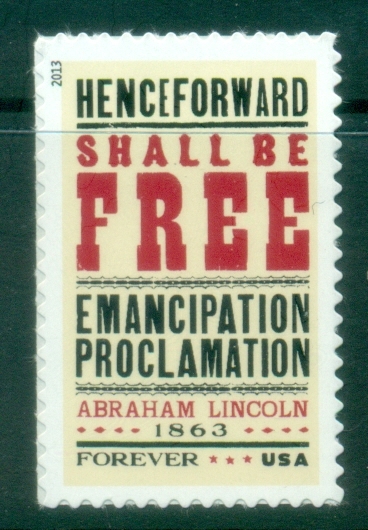 2013
HENCEFORWARD
SHALL BE
FREE
EMANCIPATION
PROCLAMATION
ABRAHAM LINCOLN
1863
FOREVER ★★★ USA